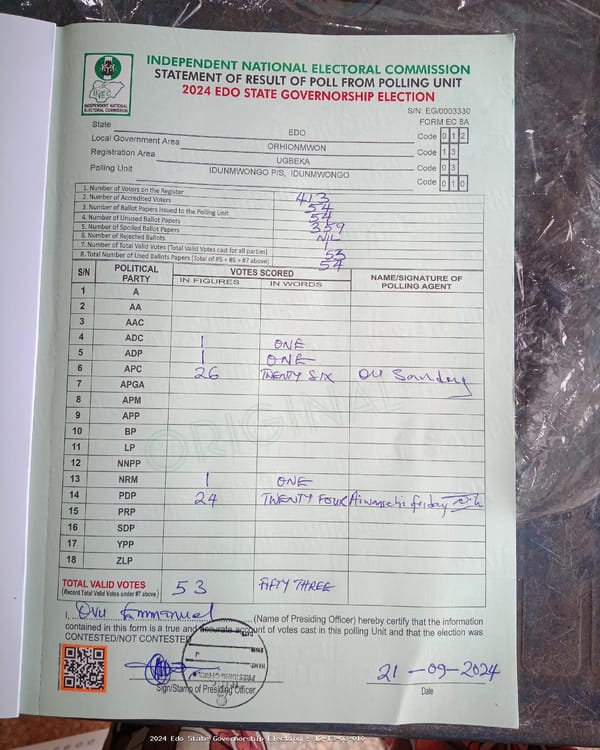 INDEPENDENT NATIONAL ELECTORAL COMMISSION
STATEMENT OF RESULT OF POLL FROM POLLING UNIT
2024 EDO STATE GOVERNORSHIP ELECTION
INDEPENDENT NATIONAL ELECTORAL COMMISSION
S/N: EG/0003330
FORM EC 8A
State EDO Code 0 1 2
Local Government Area ORHIONMWON Code 1 3
Registration Area UGBEKA Code 0 3
Polling Unit IDUNMWONGO P/S, IDUNMWONGO Code 0 1 0
1. Number of Voters on the Register 413
2. Number of Accredited Voters 54
3. Number of Ballot Papers Issued to the Polling Unit
4. Number of Unused Ballot Papers 359
5. Number of Spoiled Ballot Papers NIL
6. Number of Rejected Ballots 1
7. Number of Total Valid Votes (Total Valid Votes cast for all parties) 53
8. Total Number of Used Ballots Papers (Total of #5 + #6 + #7 above) 54
S/N POLITICAL PARTY VOTES SCORED NAME/SIGNATURE OF POLLING AGENT
IN FIGURES IN WORDS
1 A
2 AA
3 AAC
4 ADC 1 ONE
5 ADP 1 ONE
6 APC 26 TWENTY SIX
7 APGA
8 APM
9 APP
10 BP
11 LP
12 NNPP
13 NRM 1 ONE
14 PDP 24 TWENTY FOUR friday
15 PRP
16 SDP
17 YPP
18 ZLP
ORIGINAL
TOTAL VALID VOTES 53 FIFTY THREE
(Record Total Valid Votes under #7 above)
I, Ovu Emmanuel (Name of Presiding Officer) hereby certify that the information
contained in this form is a true and accurate account of votes cast in this polling Unit and that the election was
CONTESTED/NOT CONTESTED
21-09-2024
Sign/Stamp of Presiding Officer Date
2024 Edo State Governorship Election